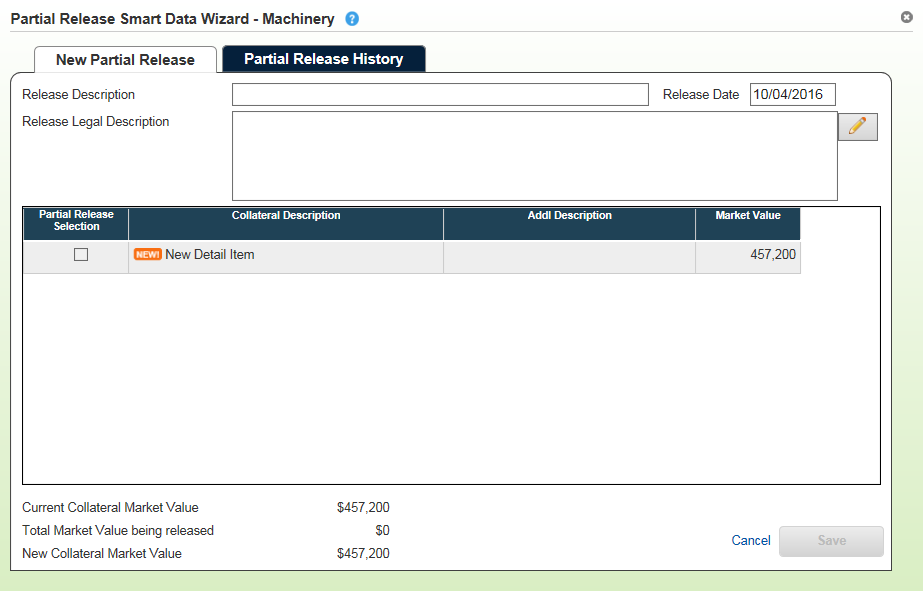 Partial Release Smart Data Wizard - Machinery ?
New Partial Release Partial Release History
Release Description Release Date 10/04/2016
Release Legal Description
Partial Release Selection Collateral Description Addl Description Market Value
NEW! New Detail Item 457,200
Current Collateral Market Value $457,200
Total Market Value being released $0
New Collateral Market Value $457,200
Cancel Save